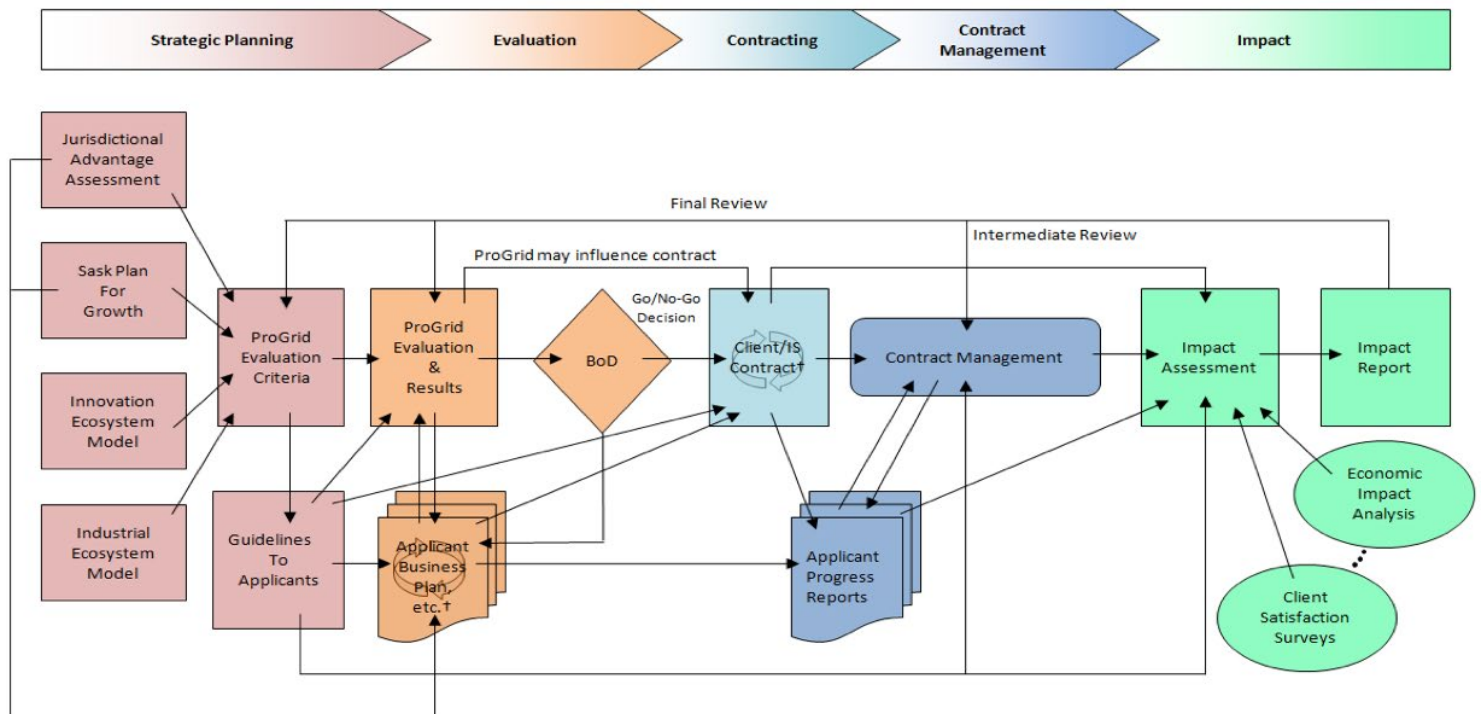 Strategic Planning
Evaluation
Contracting
Contract
Management
Impact
Jurisdictional
Advantage
Assessment
Final Review
Intermediate Review
Sask Plan
For
Growth
ProGrid may influence contract
Go/No-Go
Decision
ProGrid
Evaluation
Criteria
ProGrid
Evaluation
&
Results
BoD
Client/IS
Contract†
Contract Management
Impact
Assessment
Impact
Report
Innovation
Ecosystem
Model
Industrial
Ecosystem
Model
Guidelines
To
Applicants
Applicant
Business
Plan,
etc.†
Applicant
Progress
Reports
Economic
Impact
Analysis
Client
Satisfaction
Surveys